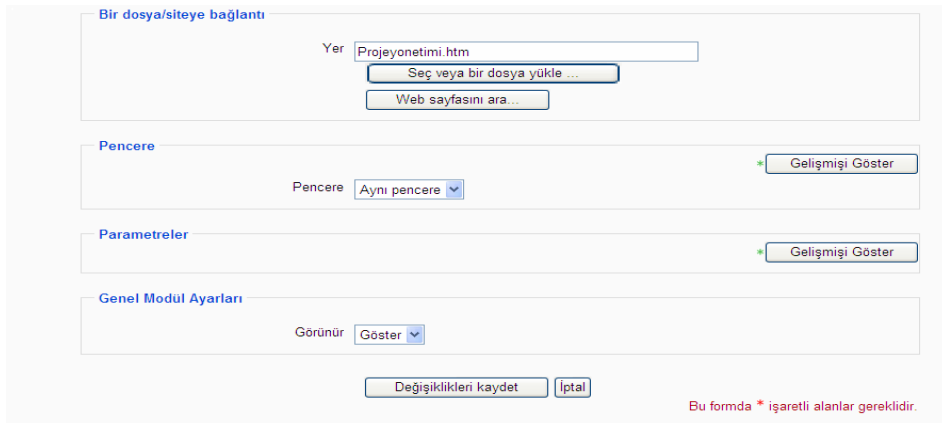 Bir dosya/siteye bağlantı
Yer Projeyonetimi.htm
Seç veya bir dosya yükle ...
Web sayfasını ara...
Pencere
* Gelişmişi Göster
Pencere Aynı pencere
Parametreler
* Gelişmişi Göster
Genel Modül Ayarları
Görünür Göster
Değişiklikleri kaydet İptal
Bu formda * işaretli alanlar gereklidir.